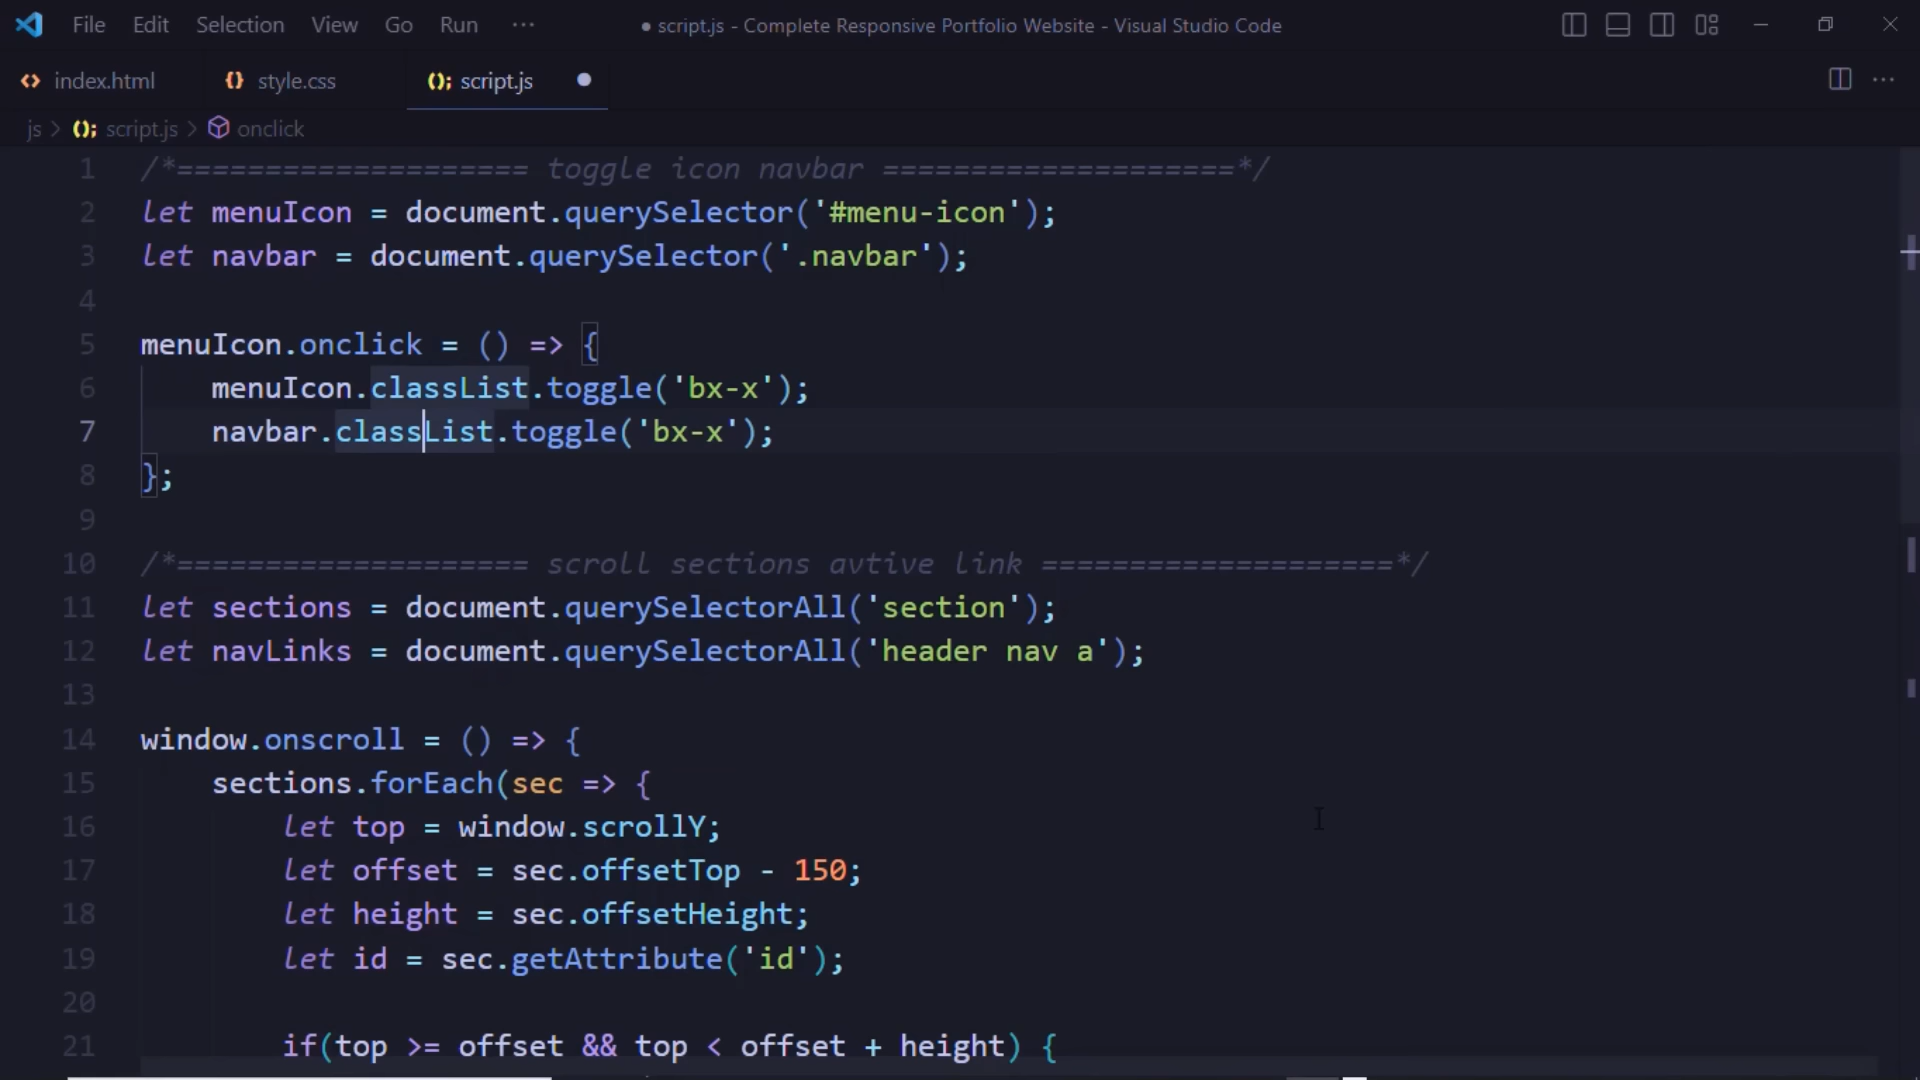 File Edit Selection View Go Run ··· ● script.js - Complete Responsive Portfolio Website - Visual Studio Code
index.html style.css script.js
js > script.js > onclick
1 /*==================== toggle icon navbar ====================*/
2 let menuIcon = document.querySelector('#menu-icon');
3 let navbar = document.querySelector('.navbar');
4
5 menuIcon.onclick = () => {
6 menuIcon.classList.toggle('bx-x');
7 navbar.classList.toggle('bx-x');
8 };
9
10 /*==================== scroll sections avtive link ====================*/
11 let sections = document.querySelectorAll('section');
12 let navLinks = document.querySelectorAll('header nav a');
13
14 window.onscroll = () => {
15 sections.forEach(sec => {
16 let top = window.scrollY;
17 let offset = sec.offsetTop - 150;
18 let height = sec.offsetHeight;
19 let id = sec.getAttribute('id');
20
21 if(top >= offset && top < offset + height) {